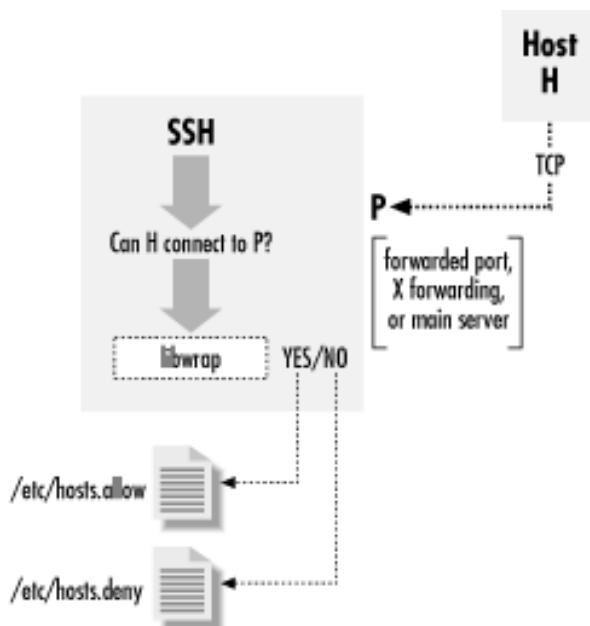 Host
H
SSH
TCP
P
Can H connect to P?
forwarded port,
X forwarding,
or main server
libwrap
YES/NO
/etc/hosts.allow
/etc/hosts.deny